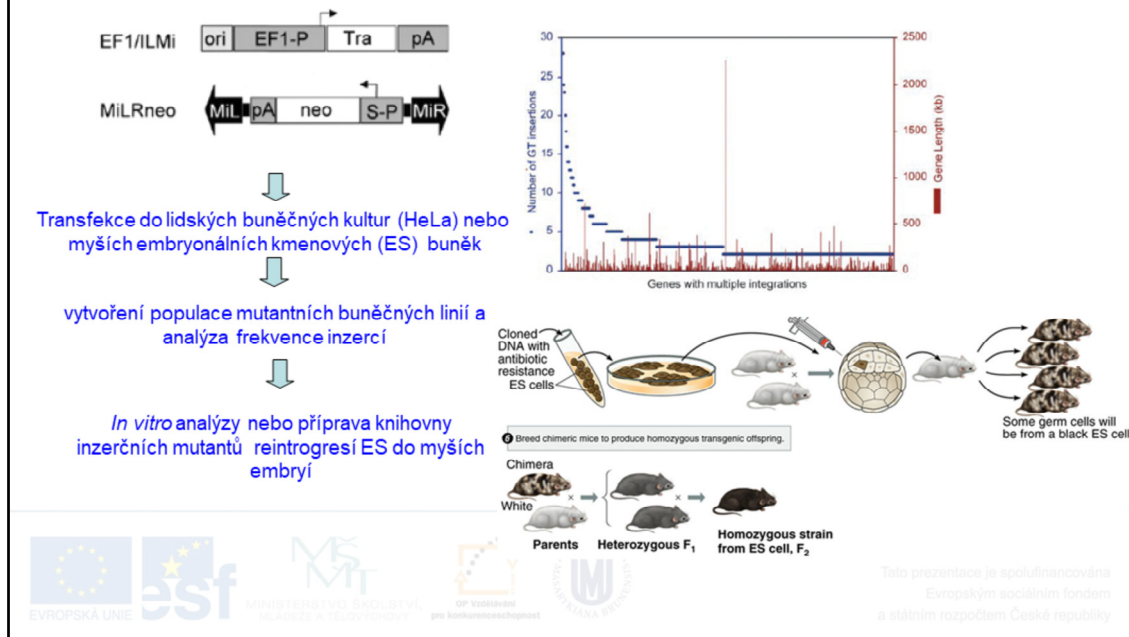 EF1/ILMi
ori EF1-P Tra pA
MiLRneo
MiL pA neo S-P MiR
Transfekce do lidských buněčných kultur (HeLa) nebo
myších embryonálních kmenových (ES) buněk
vytvoření populace mutantních buněčných linií a
analýza frekvence inzercí
In vitro analýzy nebo příprava knihovny
inzerčních mutantů reintrogresí ES do myších
embryí
Number of GT insertions
30
25
20
15
10
5
0
2500
2000
1500
1000
500
0
Gene Length (kb)
Genes with multiple integrations
Cloned
DNA with
antibiotic
resistance
ES cells
×
Some germ cells will
be from a black ES cell
6 Breed chimeric mice to produce homozygous transgenic offspring.
Chimera
White
× ×
Parents
Heterozygous F1
Homozygous strain
from ES cell, F2
EVROPSKÁ UNIE
esf
MINISTERSTVO ŠKOLSTVÍ,
MLÁDEŽE A TĚLOVÝCHOVY
OP Vzdělávání
pro konkurenceschopnost
Tato prezentace je spolufinancována
Evropským sociálním fondem
a státním rozpočtem České republiky